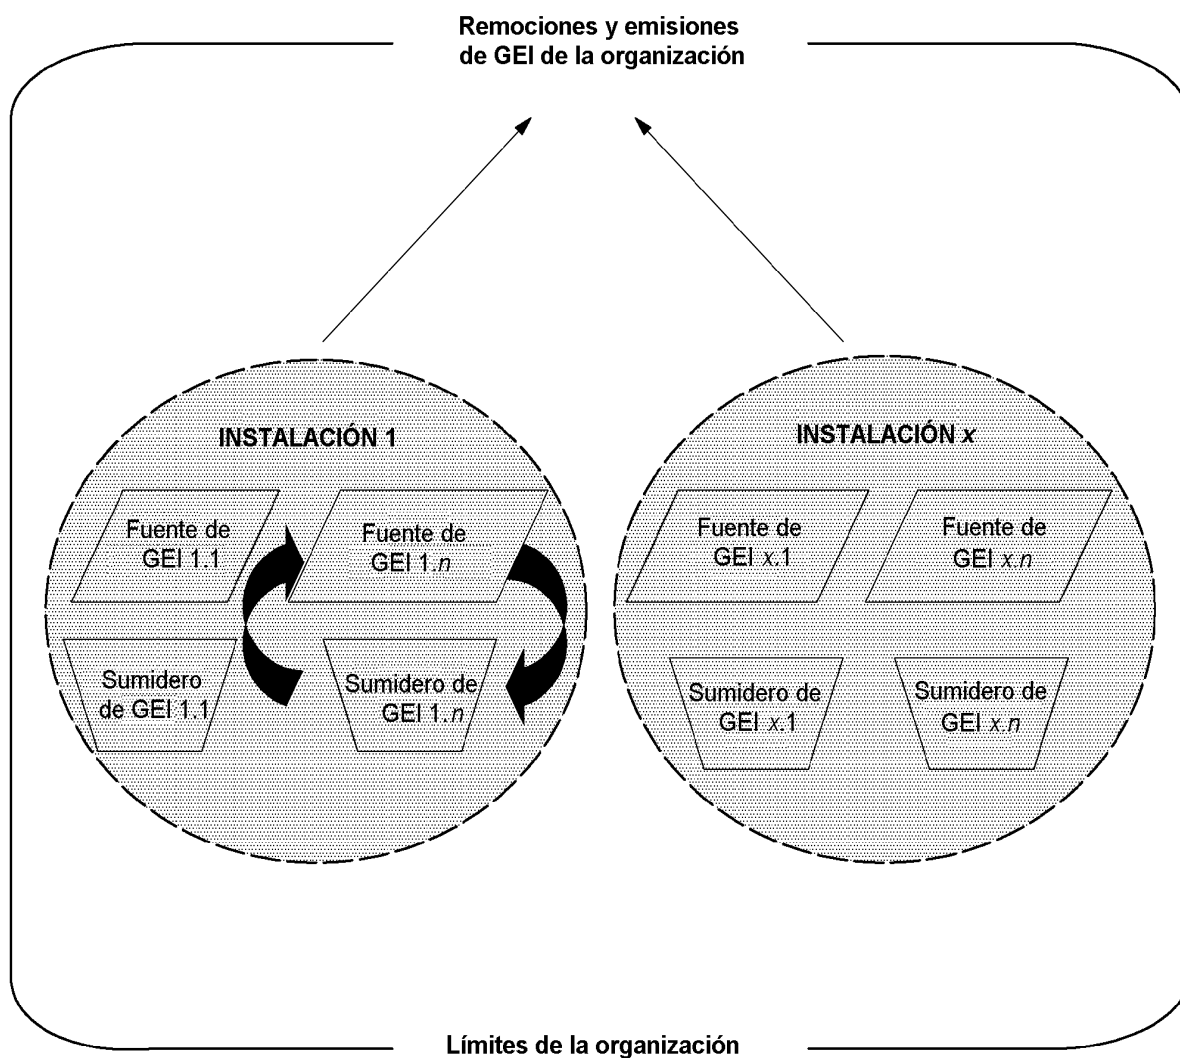 Remociones y emisiones
de GEI de la organización
INSTALACIÓN 1
Fuente de
GEI 1.1
Fuente de
GEI 1.n
Sumidero
de GEI 1.1
Sumidero de
GEI 1.n
INSTALACIÓN x
Fuente de
GEI x.1
Fuente de
GEI x.n
Sumidero de
GEI x.1
Sumidero de
GEI x.n
Límites de la organización